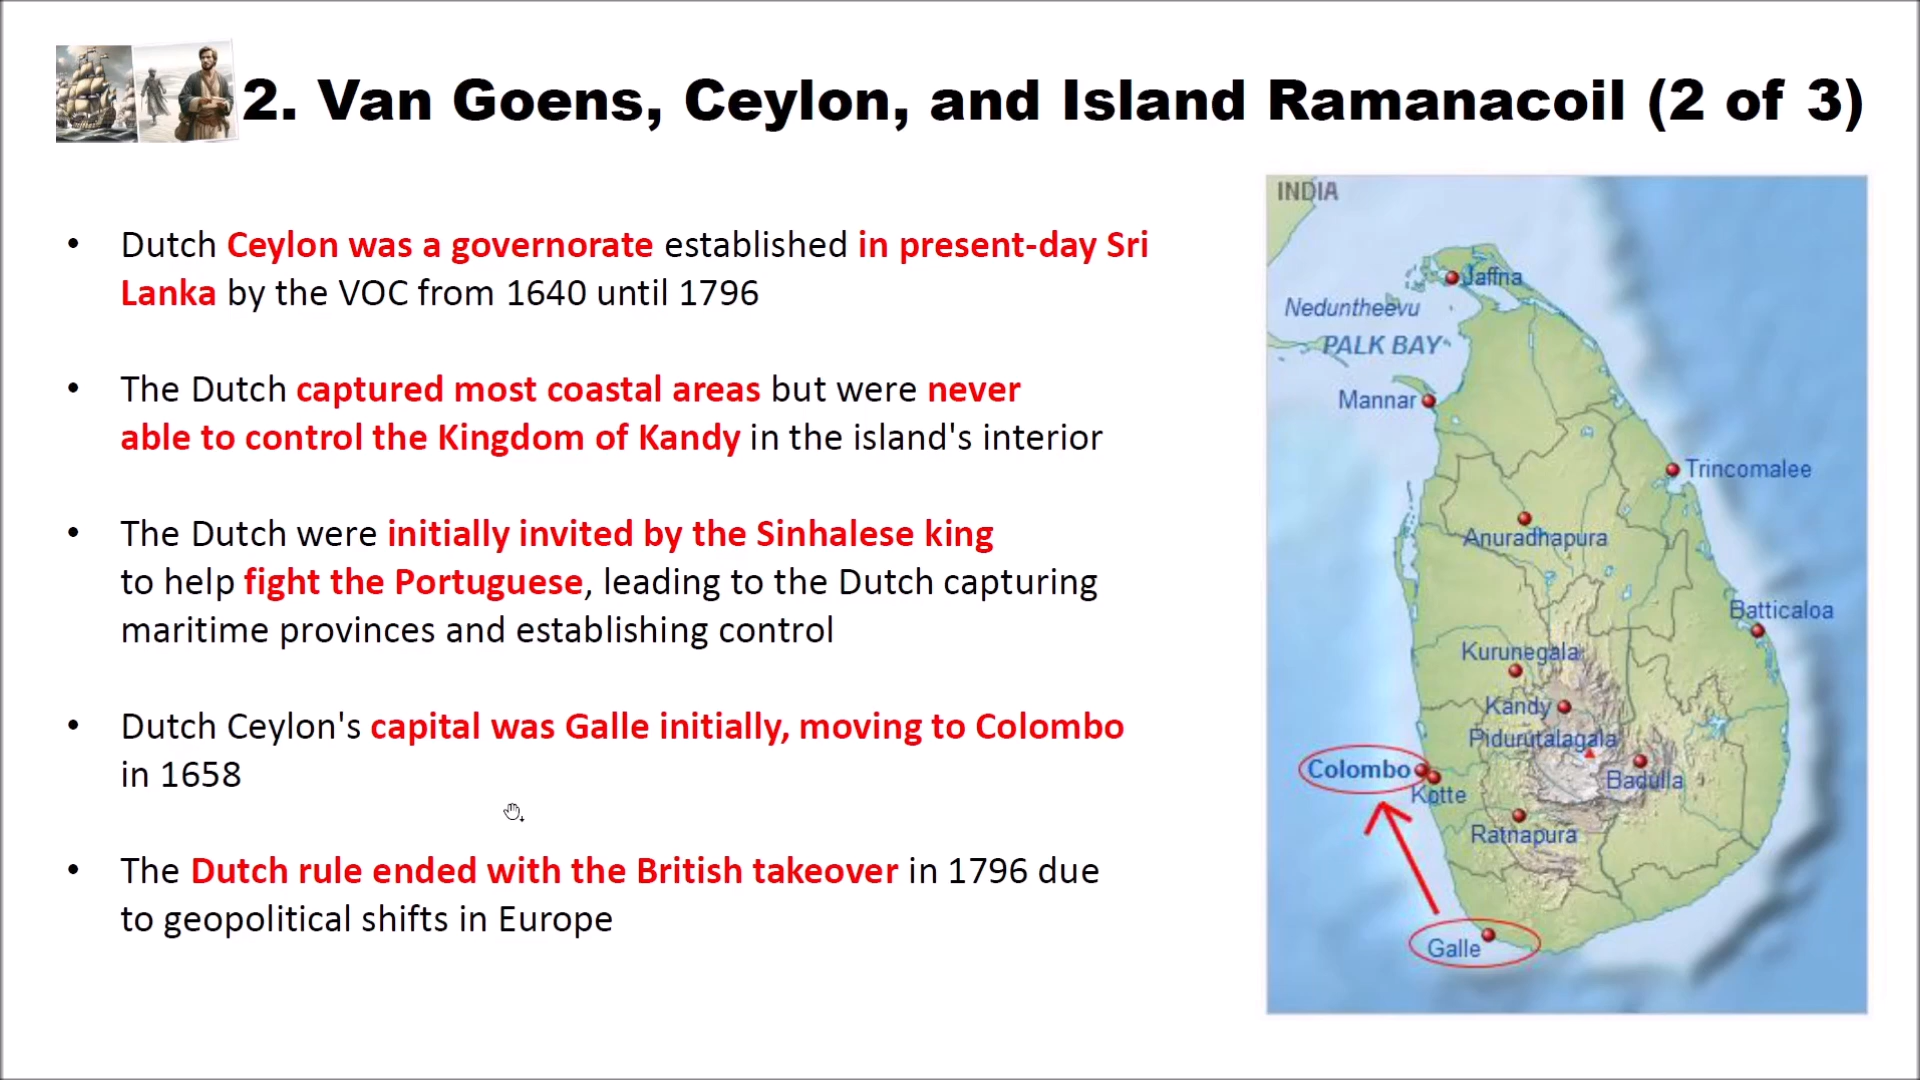 2. Van Goens, Ceylon, and Island Ramanacoil (2 of 3)
• Dutch Ceylon was a governorate established in present-day Sri
Lanka by the VOC from 1640 until 1796
• The Dutch captured most coastal areas but were never
able to control the Kingdom of Kandy in the island's interior
• The Dutch were initially invited by the Sinhalese king
to help fight the Portuguese, leading to the Dutch capturing
maritime provinces and establishing control
• Dutch Ceylon's capital was Galle initially, moving to Colombo
in 1658
• The Dutch rule ended with the British takeover in 1796 due
to geopolitical shifts in Europe
INDIA
Jaffna
Neduntheevu
PALK BAY
Mannar
Trincomalee
Anuradhapura
Batticaloa
Kurunegala
Kandy
Pidurutalagala
Colombo
Badulla
Kotte
Ratnapura
Galle